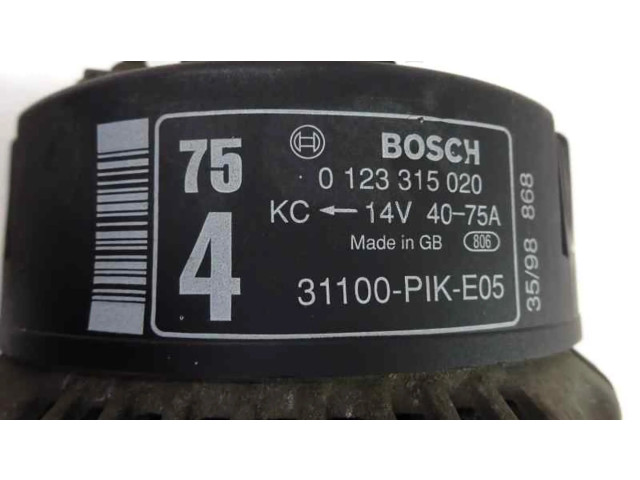 75
4
BOSCH
0 123 315 020
KC ← 14V 40-75A
Made in GB 806
31100-PIK-E05
35/98 868